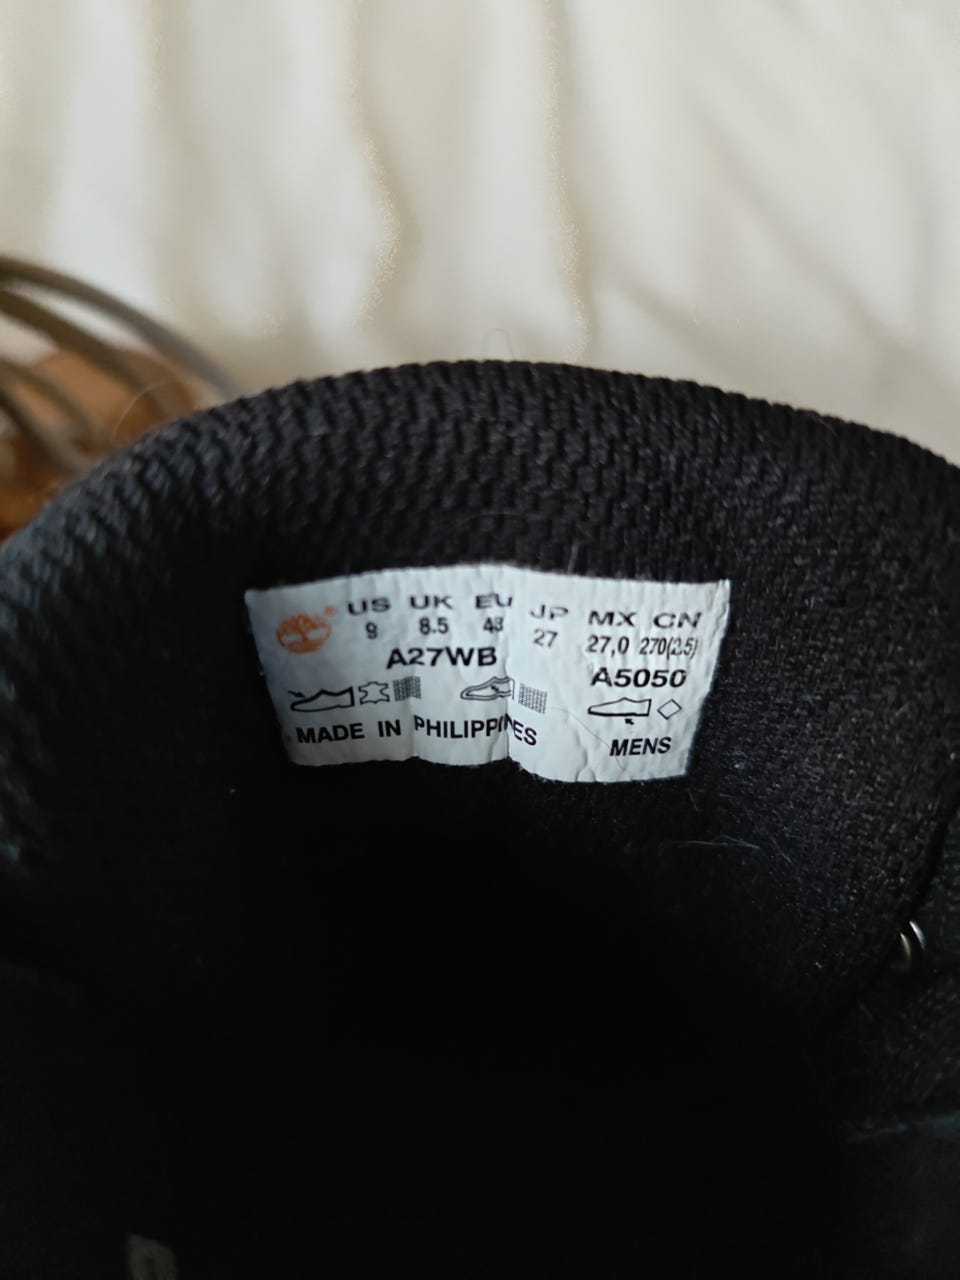 ® US UK EU JP MX CN
9 8.5 43 27 27,0 270(2.5)
A27WB A5050
MADE IN PHILIPPINES MENS